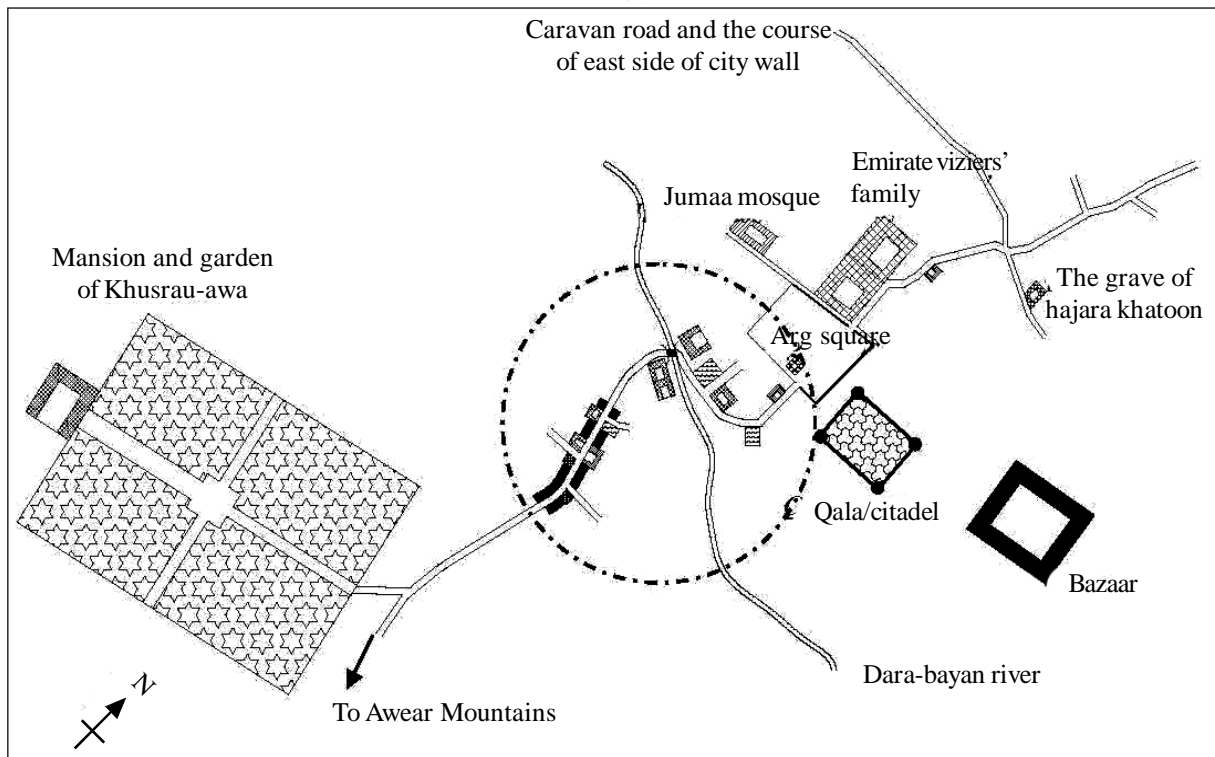 Caravan road and the course
of east side of city wall
Emirate viziers’
family
Jumaa mosque
Mansion and garden
of Khusrau-awa
The grave of
hajara khatoon
Arg square
Qala/citadel
Bazaar
Dara-bayan river
To Awear Mountains
N